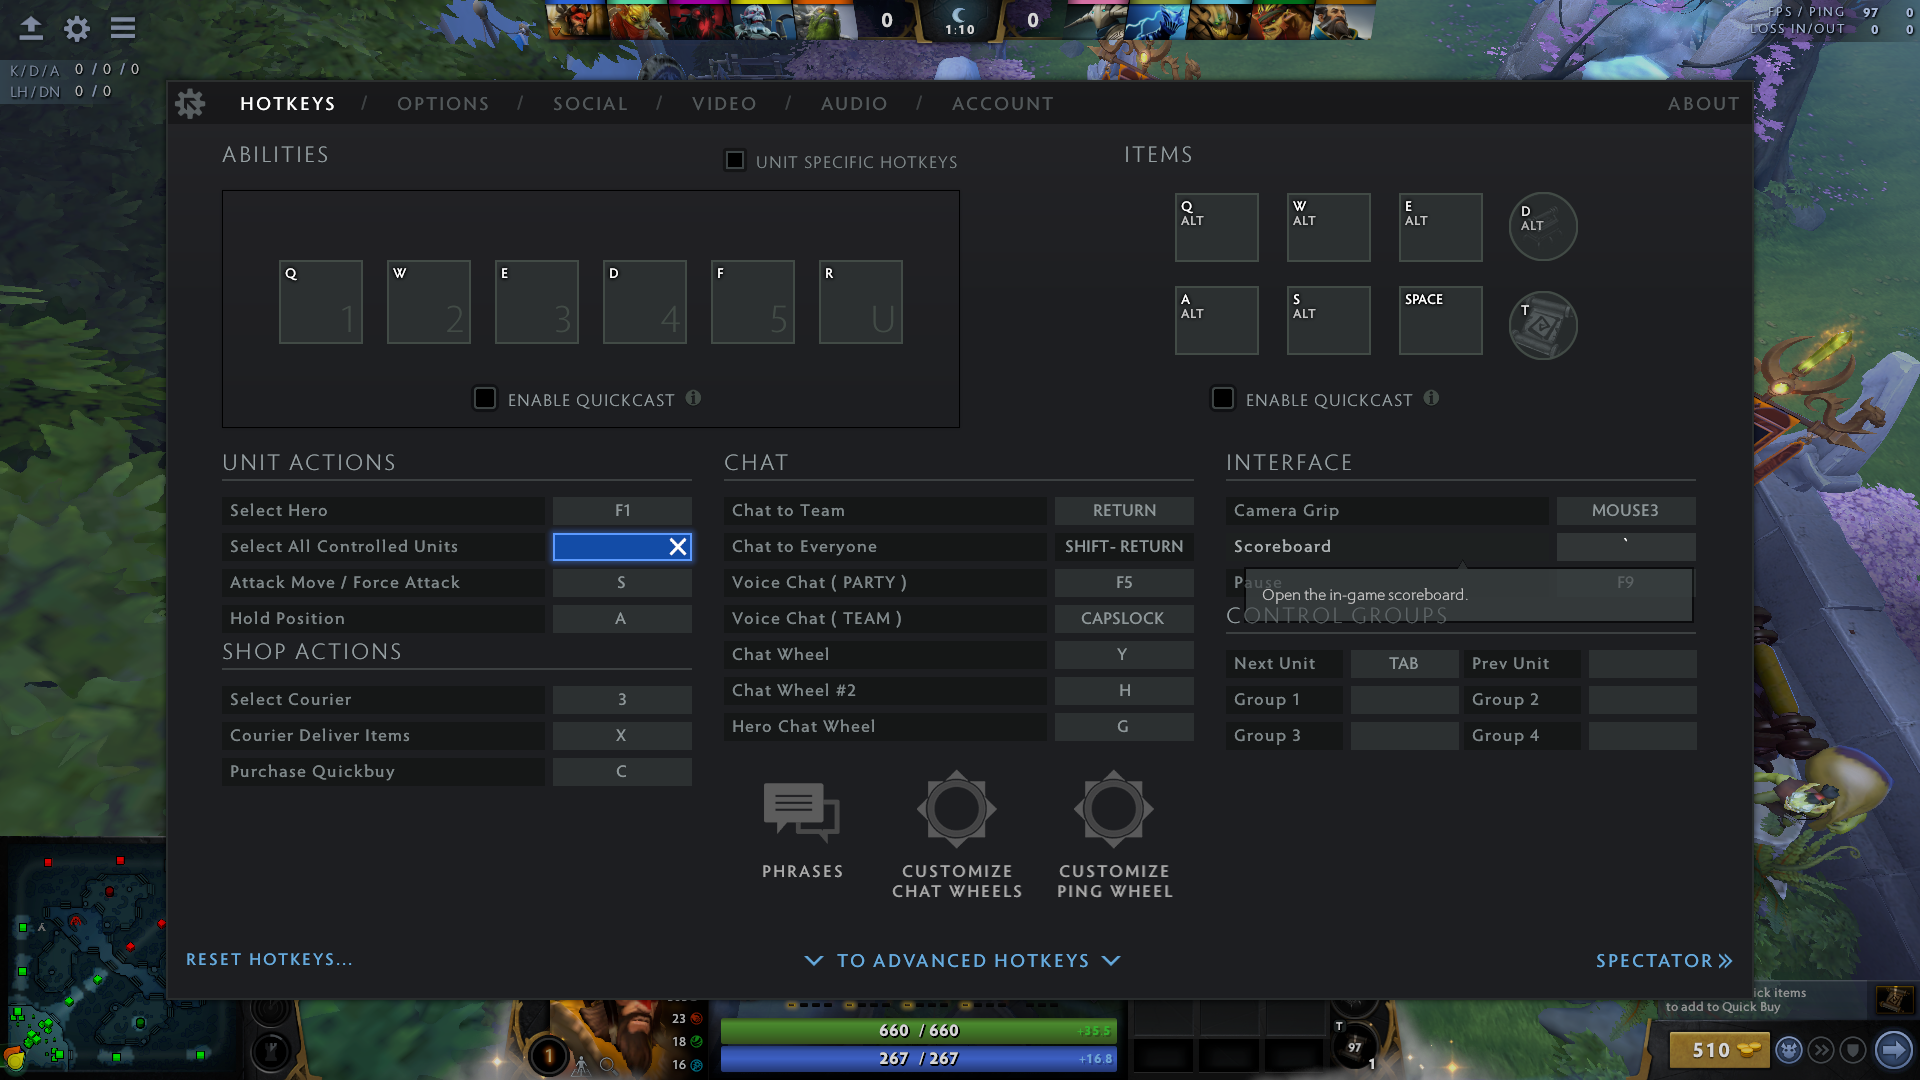 0
1:10
0
FPS / PING 97 0
LOSS IN/OUT 0 0
K/D/A 0 / 0 / 0
LH/DN 0 / 0
HOTKEYS / OPTIONS / SOCIAL / VIDEO / AUDIO / ACCOUNT
ABOUT
ABILITIES
UNIT SPECIFIC HOTKEYS
Q 1
W 2
E 3
D 4
F 5
R U
ENABLE QUICKCAST
ITEMS
Q ALT
W ALT
E ALT
D ALT
A ALT
S ALT
SPACE
T
ENABLE QUICKCAST
UNIT ACTIONS
Select Hero F1
Select All Controlled Units
Attack Move / Force Attack S
Hold Position A
SHOP ACTIONS
Select Courier 3
Courier Deliver Items X
Purchase Quickbuy C
CHAT
Chat to Team RETURN
Chat to Everyone SHIFT- RETURN
Voice Chat ( PARTY ) F5
Voice Chat ( TEAM ) CAPSLOCK
Chat Wheel Y
Chat Wheel #2 H
Hero Chat Wheel G
PHRASES
CUSTOMIZE
CHAT WHEELS
CUSTOMIZE
PING WHEEL
INTERFACE
Camera Grip MOUSE3
Scoreboard `
Pause F9
Open the in-game scoreboard.
CONTROL GROUPS
Next Unit TAB Prev Unit
Group 1 Group 2
Group 3 Group 4
RESET HOTKEYS...
TO ADVANCED HOTKEYS
SPECTATOR
ick items
to add to Quick Buy
23
18
16
1
660 / 660 +35.5
267 / 267 +16.8
T
97
1
510